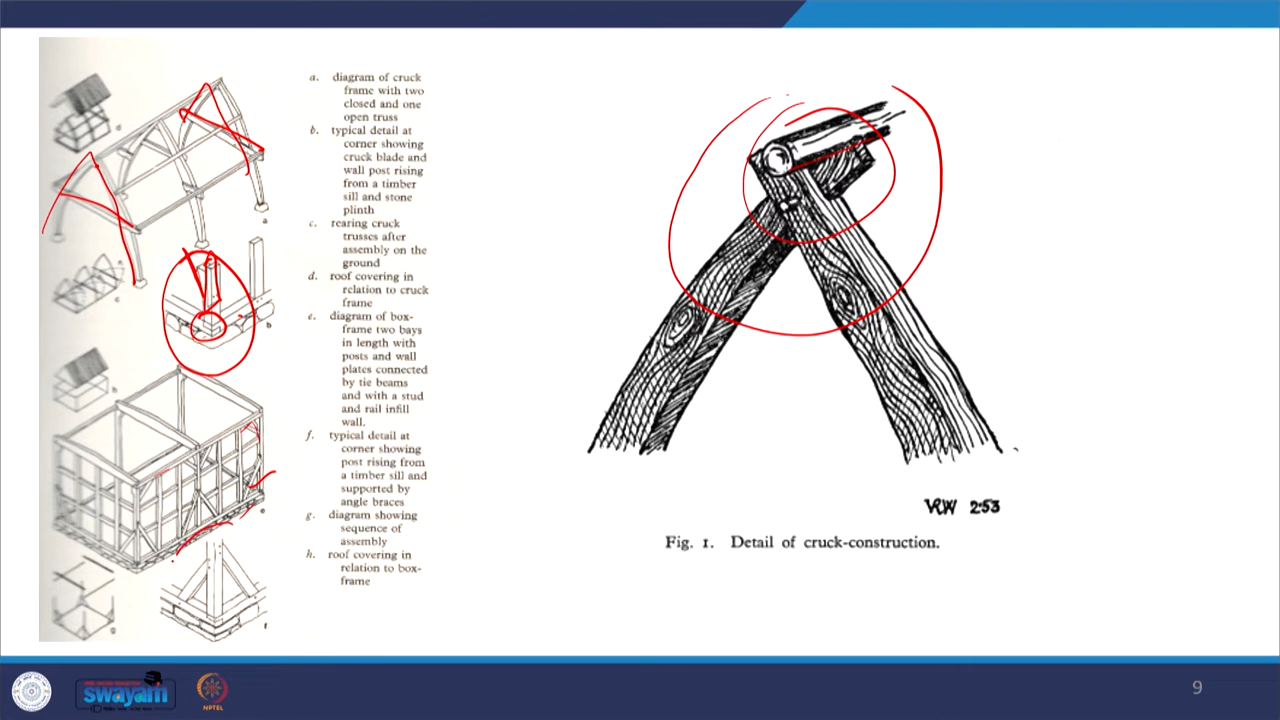 a. diagram of cruck
frame with two
closed and one
open truss
b. typical detail at
corner showing
cruck blade and
wall post rising
from a timber
sill and stone
plinth
c. rearing cruck
trusses after
assembly on the
ground
d. roof covering in
relation to cruck
frame
e. diagram of box-
frame two bays
in length with
posts and wall
plates connected
by tie beams
and with a stud
and rail infill
wall.
f. typical detail at
corner showing
post rising from
a timber sill and
supported by
angle braces
g. diagram showing
sequence of
assembly
h. roof covering in
relation to box-
frame
d
a
c
b
h
e
g
f
VRW 2:53
Fig. 1. Detail of cruck-construction.
swayam
NPTEL
9